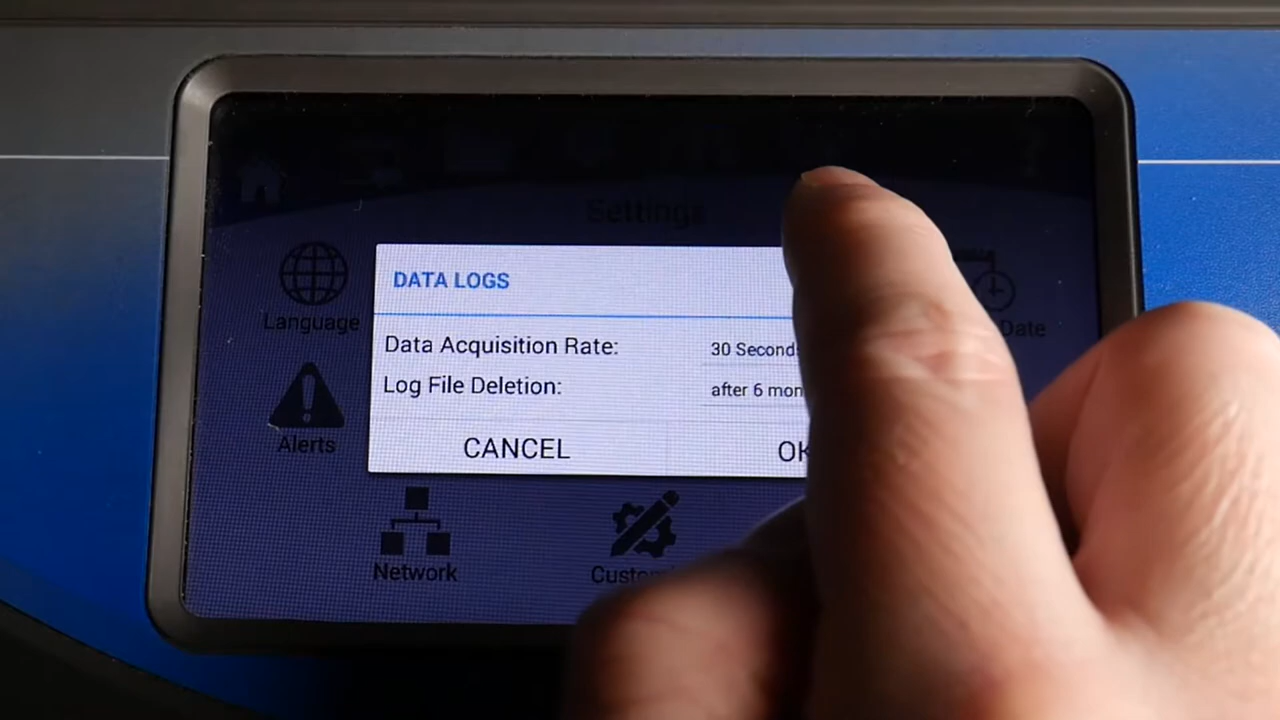 Settings
Language
DATA LOGS
Date
Data Acquisition Rate: 30 Second
Log File Deletion: after 6 mon
Alerts
CANCEL OK
Network
Custom